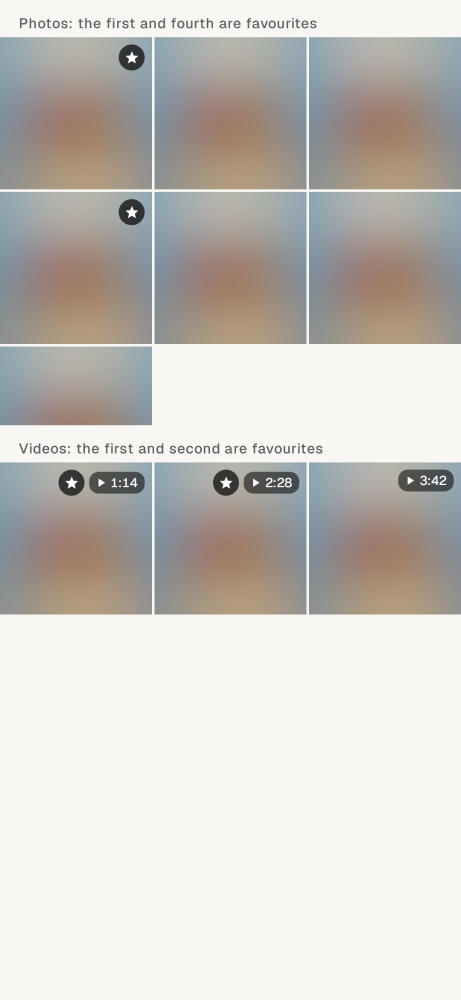 Photos: the first and fourth are favourites
Videos: the first and second are favourites
1:14
2:28
3:42